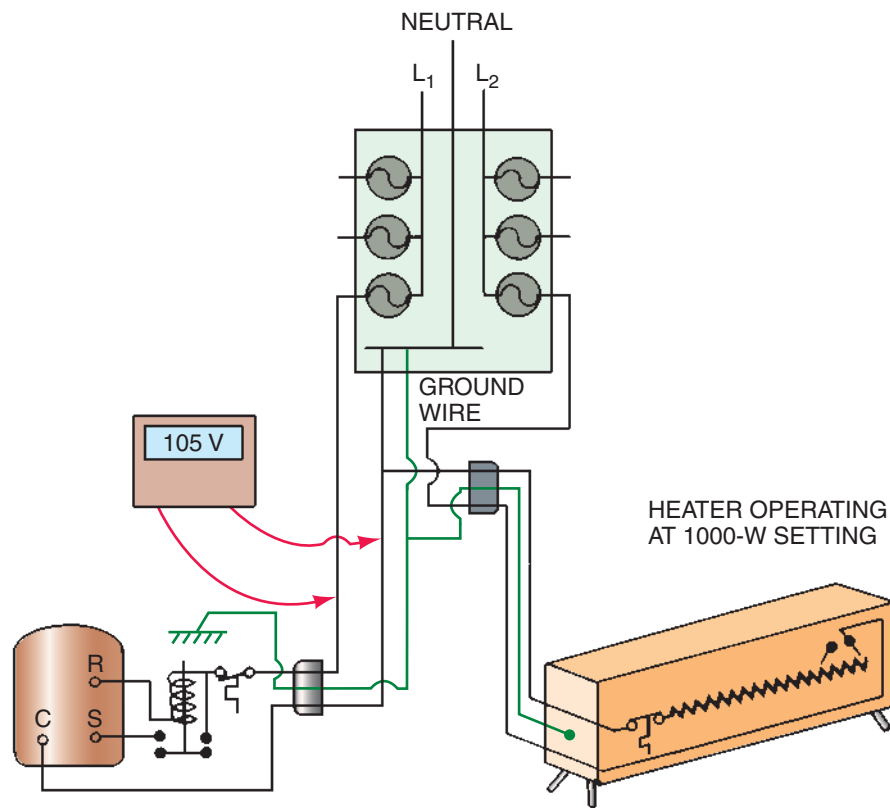 NEUTRAL
L1 L2
GROUND
WIRE
105 V
HEATER OPERATING
AT 1000-W SETTING
R
C S